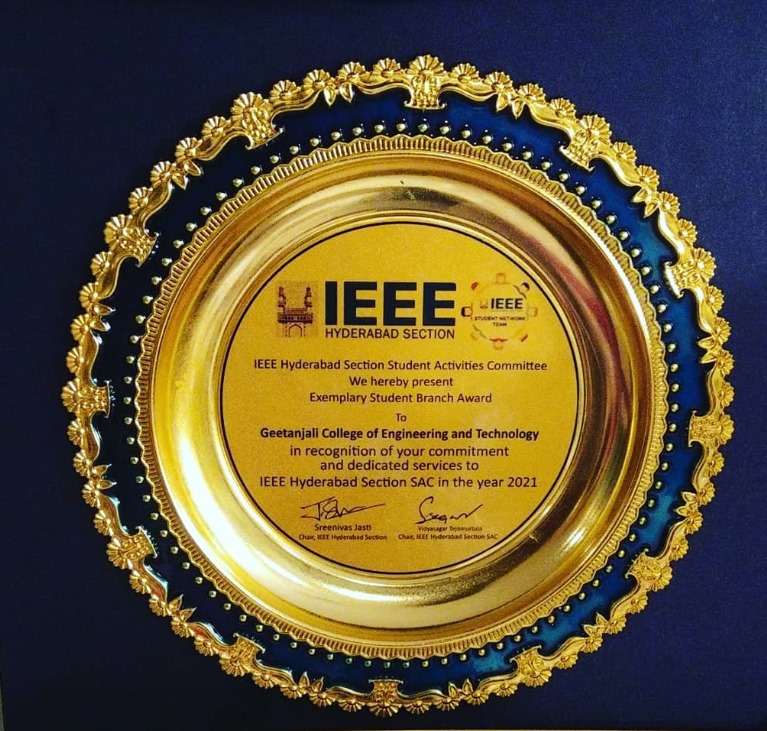 IEEE
HYDERABAD SECTION
IEEE
STUDENT NETWORK
TEAM
IEEE Hyderabad Section Student Activities Committee
We hereby present
Exemplary Student Branch Award
To
Geetanjali College of Engineering and Technology
in recognition of your commitment
and dedicated services to
IEEE Hyderabad Section SAC in the year 2021
Sreenivas Jasti
Chair, IEEE Hyderabad Section
Vidyasagar Tejomurtula
Chair, IEEE Hyderabad Section SAC